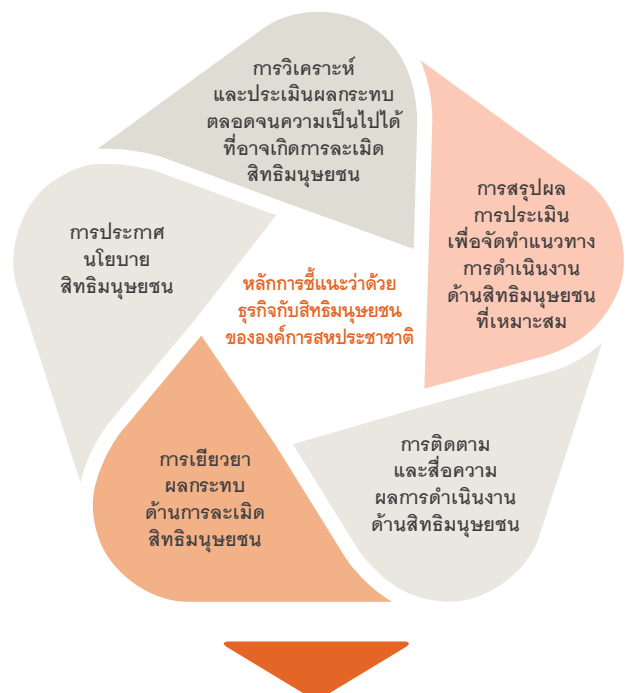 การวิเคราะห์
และประเมินผลกระทบ
ตลอดจนความเป็นไปได้
ที่อาจเกิดการละเมิด
สิทธิมนุษยชน
การสรุปผล
การประเมิน
เพื่อจัดทำแนวทาง
การดำเนินงาน
ด้านสิทธิมนุษยชน
ที่เหมาะสม
การประกาศ
นโยบาย
สิทธิมนุษยชน
หลักการชี้แนะว่าด้วย
ธุรกิจกับสิทธิมนุษยชน
ขององค์การสหประชาชาติ
การติดตาม
และสื่อความ
ผลการดำเนินงาน
ด้านสิทธิมนุษยชน
การเยียวยา
ผลกระทบ
ด้านการละเมิด
สิทธิมนุษยชน